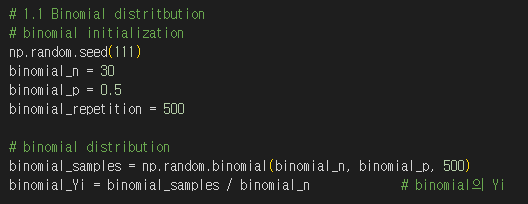 # 1.1 Binomial distritbution
# binomial initialization
np.random.seed(111)
binomial_n = 30
binomial_p = 0.5
binomial_repetition = 500
# binomial distribution
binomial_samples = np.random.binomial(binomial_n, binomial_p, 500)
binomial_Yi = binomial_samples / binomial_n # binomial의 Yi